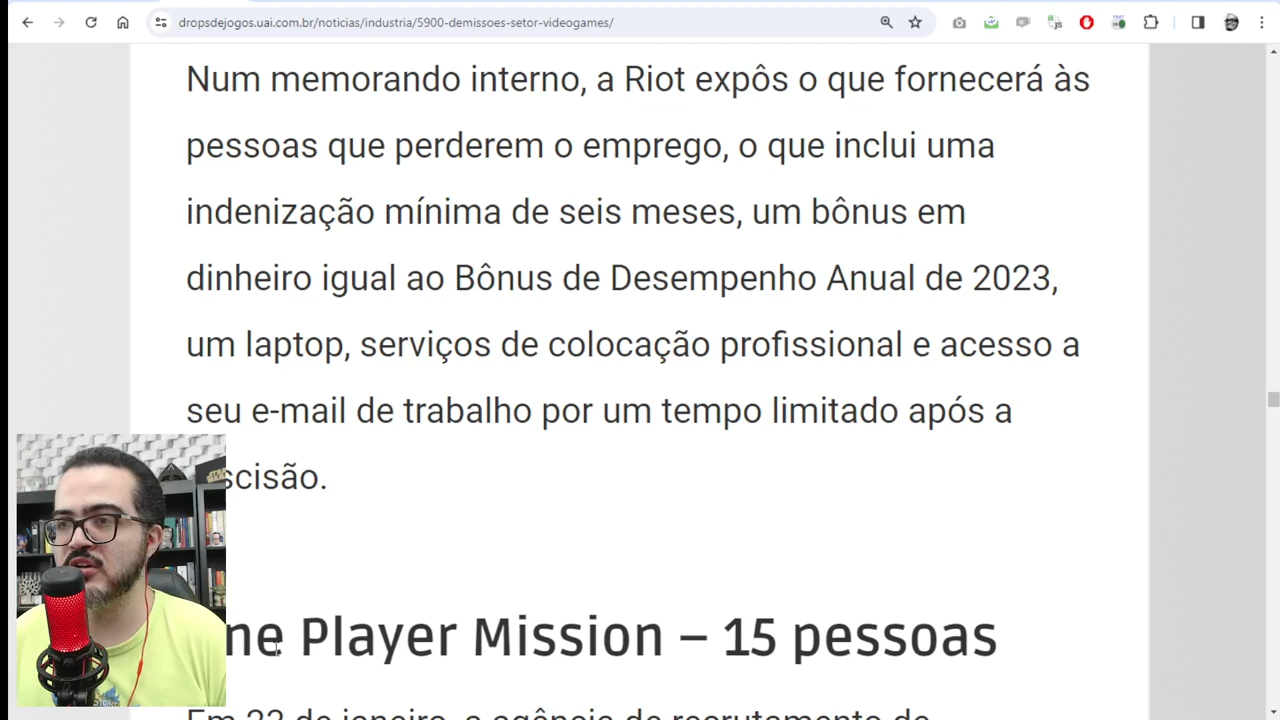 dropsdejogos.uai.com.br/noticias/industria/5900-demissoes-setor-videogames/
Num memorando interno, a Riot expôs o que fornecerá às
pessoas que perderem o emprego, o que inclui uma
indenização mínima de seis meses, um bônus em
dinheiro igual ao Bônus de Desempenho Anual de 2023,
um laptop, serviços de colocação profissional e acesso a
seu e-mail de trabalho por um tempo limitado após a
scisão.
ne Player Mission – 15 pessoas
Em 22 de janeiro, a agência de recrutamento de